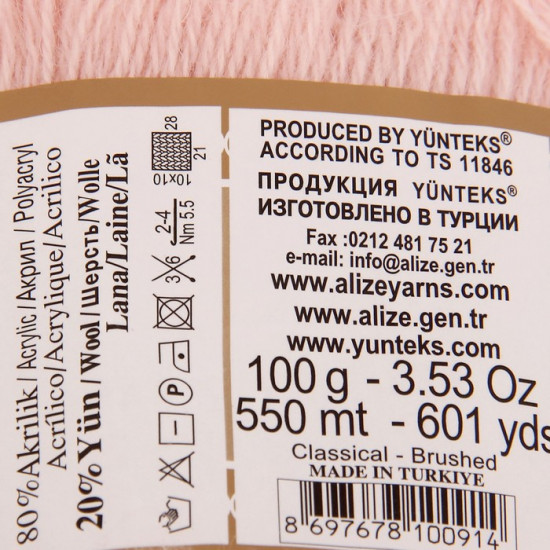 80%Akrilik / Acrylic / Акрил / Polyacryl
Acrílico/Acrylique/Acrilico
20%Yün / Wool / Шерсть/Wolle
Lana/Laine/Lã
28
21
10x10
2-4
Nm 5.5
3 6
P
PRODUCED BY YÜNTEKS®
ACCORDING TO TS 11846
ПРОДУКЦИЯ YÜNTEKS®
ИЗГОТОВЛЕНО В ТУРЦИИ
Fax :0212 481 75 21
e-mail: info@alize.gen.tr
www.alizeyarns.com
www.alize.gen.tr
www.yunteks.com
100 g - 3.53 Oz
550 mt - 601 yds
Classical - Brushed
MADE IN TURKIYE
8 697678 100914